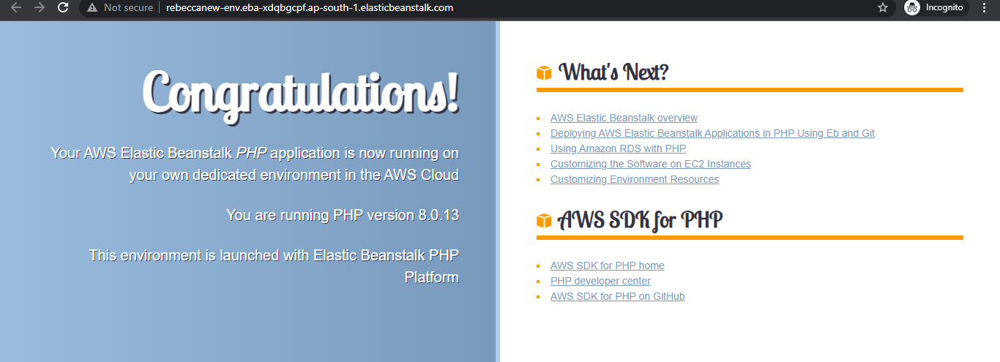 Not secure
rebeccanew-env.eba-xdqbgcpf.ap-south-1.elasticbeanstalk.com
Incognito
Congratulations!
Your AWS Elastic Beanstalk PHP application is now running on
your own dedicated environment in the AWS Cloud
You are running PHP version 8.0.13
This environment is launched with Elastic Beanstalk PHP
Platform
What's Next?
AWS Elastic Beanstalk overview
Deploying AWS Elastic Beanstalk Applications in PHP Using Eb and Git
Using Amazon RDS with PHP
Customizing the Software on EC2 Instances
Customizing Environment Resources
AWS SDK for PHP
AWS SDK for PHP home
PHP developer center
AWS SDK for PHP on GitHub